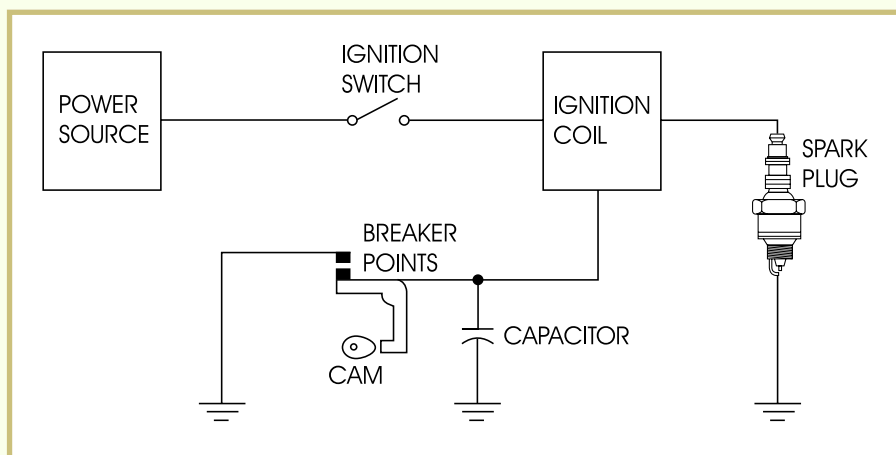 POWER
SOURCE
IGNITION
SWITCH
IGNITION
COIL
SPARK
PLUG
BREAKER
POINTS
CAPACITOR
CAM